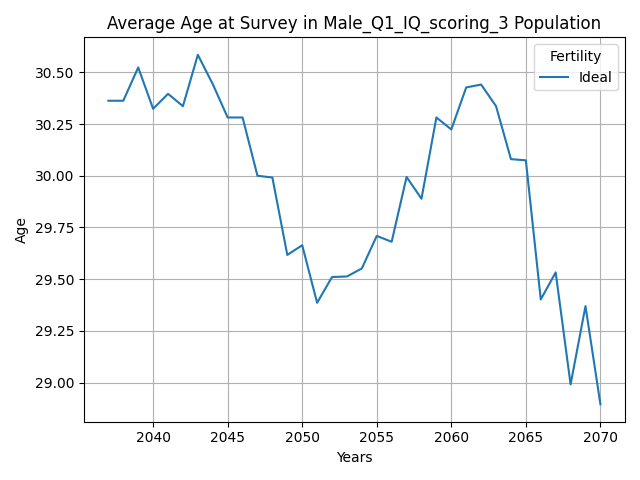 Average Age at Survey in Male_Q1_IQ_scoring_3 Population
Fertility
Ideal
30.50
30.25
30.00
29.75
29.50
29.25
29.00
Age
2040 2045 2050 2055 2060 2065 2070
Years